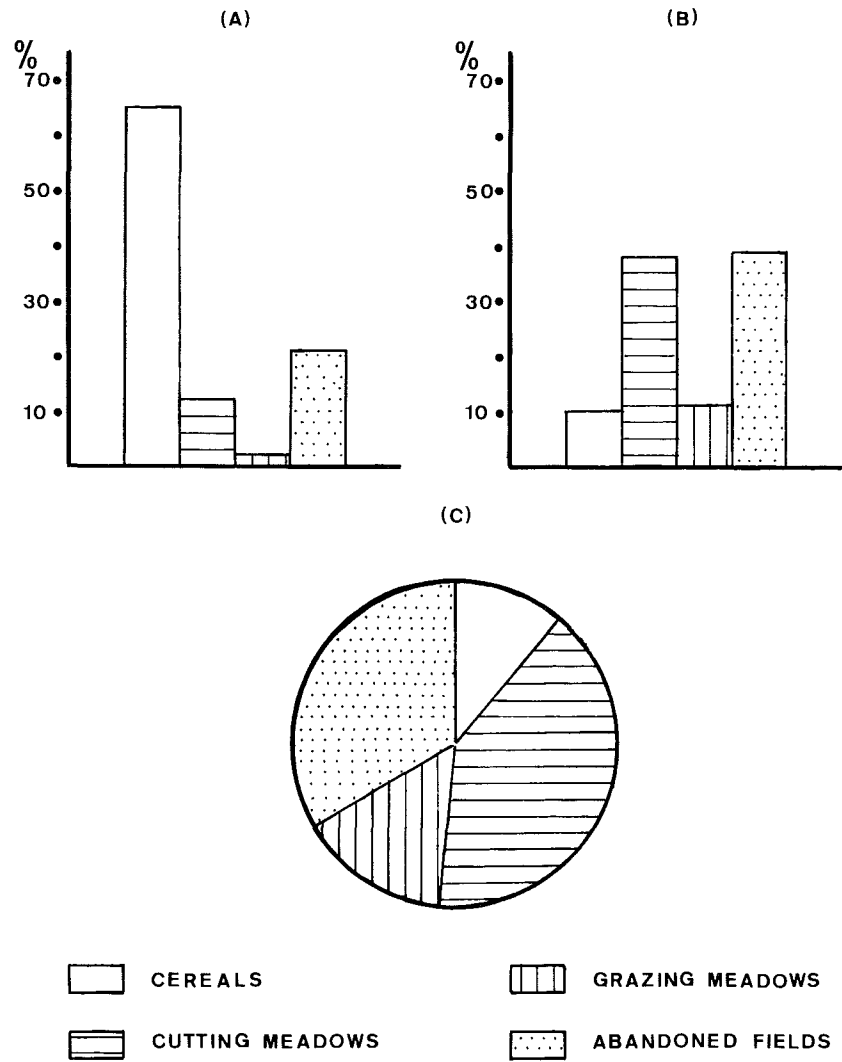 (A)
%
70
50
30
10
(B)
%
70
50
30
10
(C)
CEREALS
GRAZING MEADOWS
CUTTING MEADOWS
ABANDONED FIELDS